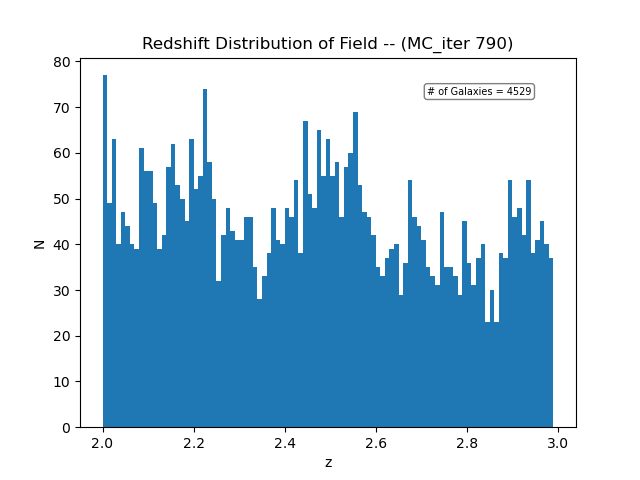 Redshift Distribution of Field -- (MC_iter 790)
# of Galaxies = 4529
80
70
60
50
40
30
20
10
0
N
2.0 2.2 2.4 2.6 2.8 3.0
z